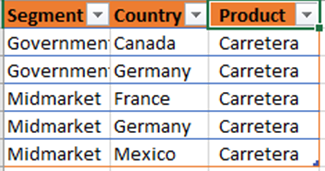 Segment Country Product
Governmen Canada Carretera
Governmen Germany Carretera
Midmarket France Carretera
Midmarket Germany Carretera
Midmarket Mexico Carretera